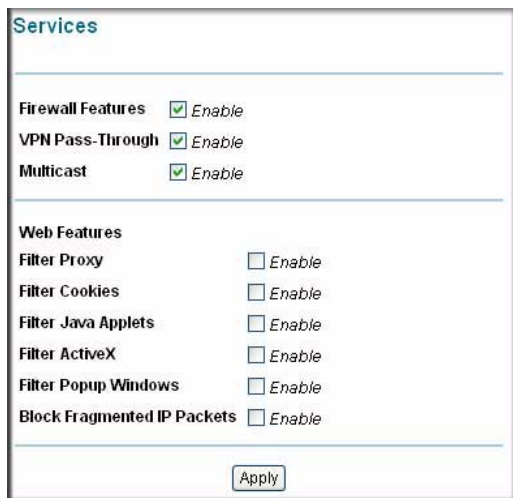 Services
Firewall Features Enable
VPN Pass-Through Enable
Multicast Enable
Web Features
Filter Proxy Enable
Filter Cookies Enable
Filter Java Applets Enable
Filter ActiveX Enable
Filter Popup Windows Enable
Block Fragmented IP Packets Enable
Apply